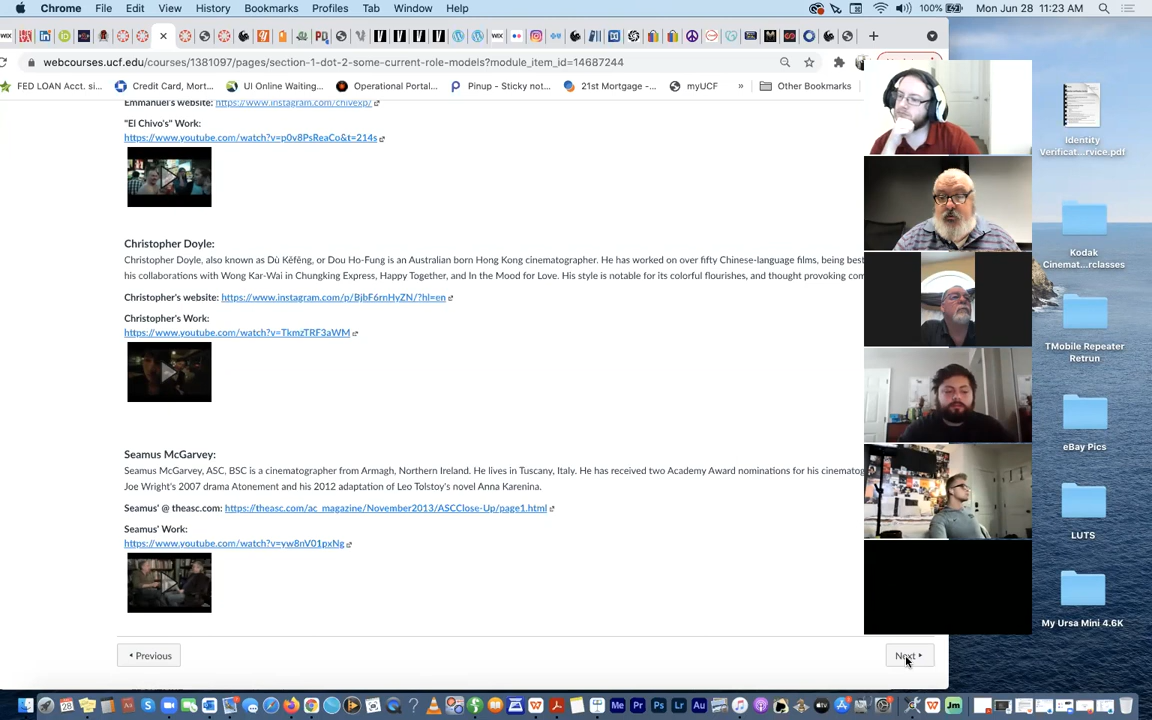 Chrome File Edit View History Bookmarks Profiles Tab Window Help 100% Mon Jun 28 11:23 AM
webcourses.ucf.edu/courses/1381097/pages/section-1-dot-2-some-current-role-models?module_item_id=14687244
FED LOAN Acct. si... Credit Card, Mort... UI Online Waiting... Operational Portal... Pinup - Sticky not... 21st Mortgage -... myUCF » Other Bookmarks
Emmanuel's website: https://www.instagram.com/chivexp/
"El Chivo's" Work:
https://www.youtube.com/watch?v=p0v8PsReaCo&t=214s
Christopher Doyle:
Christopher Doyle, also known as Dù Kěfēng, or Dou Ho-Fung is an Australian born Hong Kong cinematographer. He has worked on over fifty Chinese-language films, being best
his collaborations with Wong Kar-Wai in Chungking Express, Happy Together, and In the Mood for Love. His style is notable for its colorful flourishes, and thought provoking com
Christopher's website: https://www.instagram.com/p/BjbF6rnHyZN/?hl=en
Christopher's Work:
https://www.youtube.com/watch?v=TkmzTRF3aWM
Seamus McGarvey:
Seamus McGarvey, ASC, BSC is a cinematographer from Armagh, Northern Ireland. He lives in Tuscany, Italy. He has received two Academy Award nominations for his cinematog
Joe Wright's 2007 drama Atonement and his 2012 adaptation of Leo Tolstoy's novel Anna Karenina.
Seamus' @ theasc.com: https://theasc.com/ac_magazine/November2013/ASCClose-Up/page1.html
Seamus' Work:
https://www.youtube.com/watch?v=yw8nV01pxNg
Previous
Next
Identity
Verificat...rvice.pdf
Kodak
Cinemat...rclasses
TMobile Repeater
Retrun
eBay Pics
LUTS
My Ursa Mini 4.6K